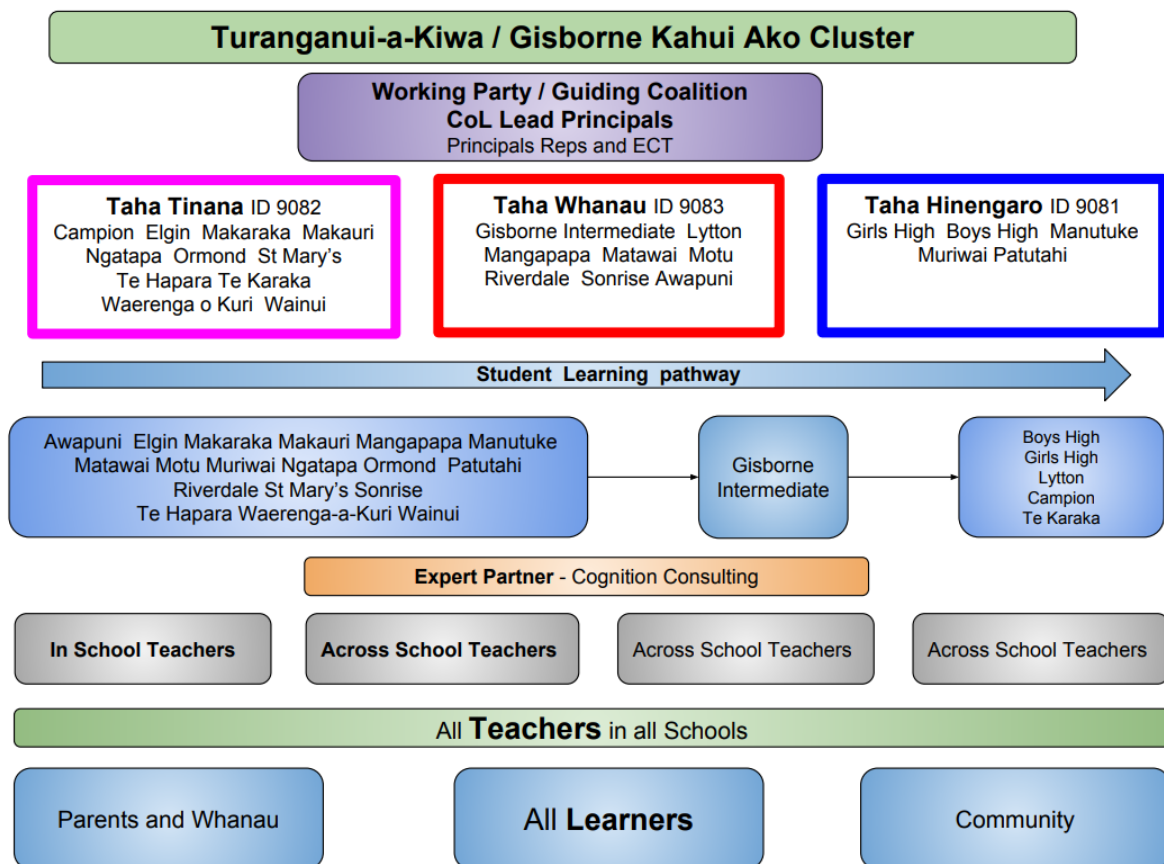 Turanganui-a-Kiwa / Gisborne Kahui Ako Cluster
Working Party / Guiding Coalition
CoL Lead Principals
Principals Reps and ECT
Taha Tinana ID 9082
Campion Elgin Makaraka Makauri
Ngatapa Ormond St Mary's
Te Hapara Te Karaka
Waerenga o Kuri Wainui
Taha Whanau ID 9083
Gisborne Intermediate Lytton
Mangapapa Matawai Motu
Riverdale Sonrise Awapuni
Taha Hinengaro ID 9081
Girls High Boys High Manutuke
Muriwai Patutahi
Student Learning pathway
Awapuni Elgin Makaraka Makauri Mangapapa Manutuke
Matawai Motu Muriwai Ngatapa Ormond Patutahi
Riverdale St Mary's Sonrise
Te Hapara Waerenga-a-Kuri Wainui
Gisborne
Intermediate
Boys High
Girls High
Lytton
Campion
Te Karaka
Expert Partner - Cognition Consulting
In School Teachers
Across School Teachers
Across School Teachers
Across School Teachers
All Teachers in all Schools
Parents and Whanau
All Learners
Community